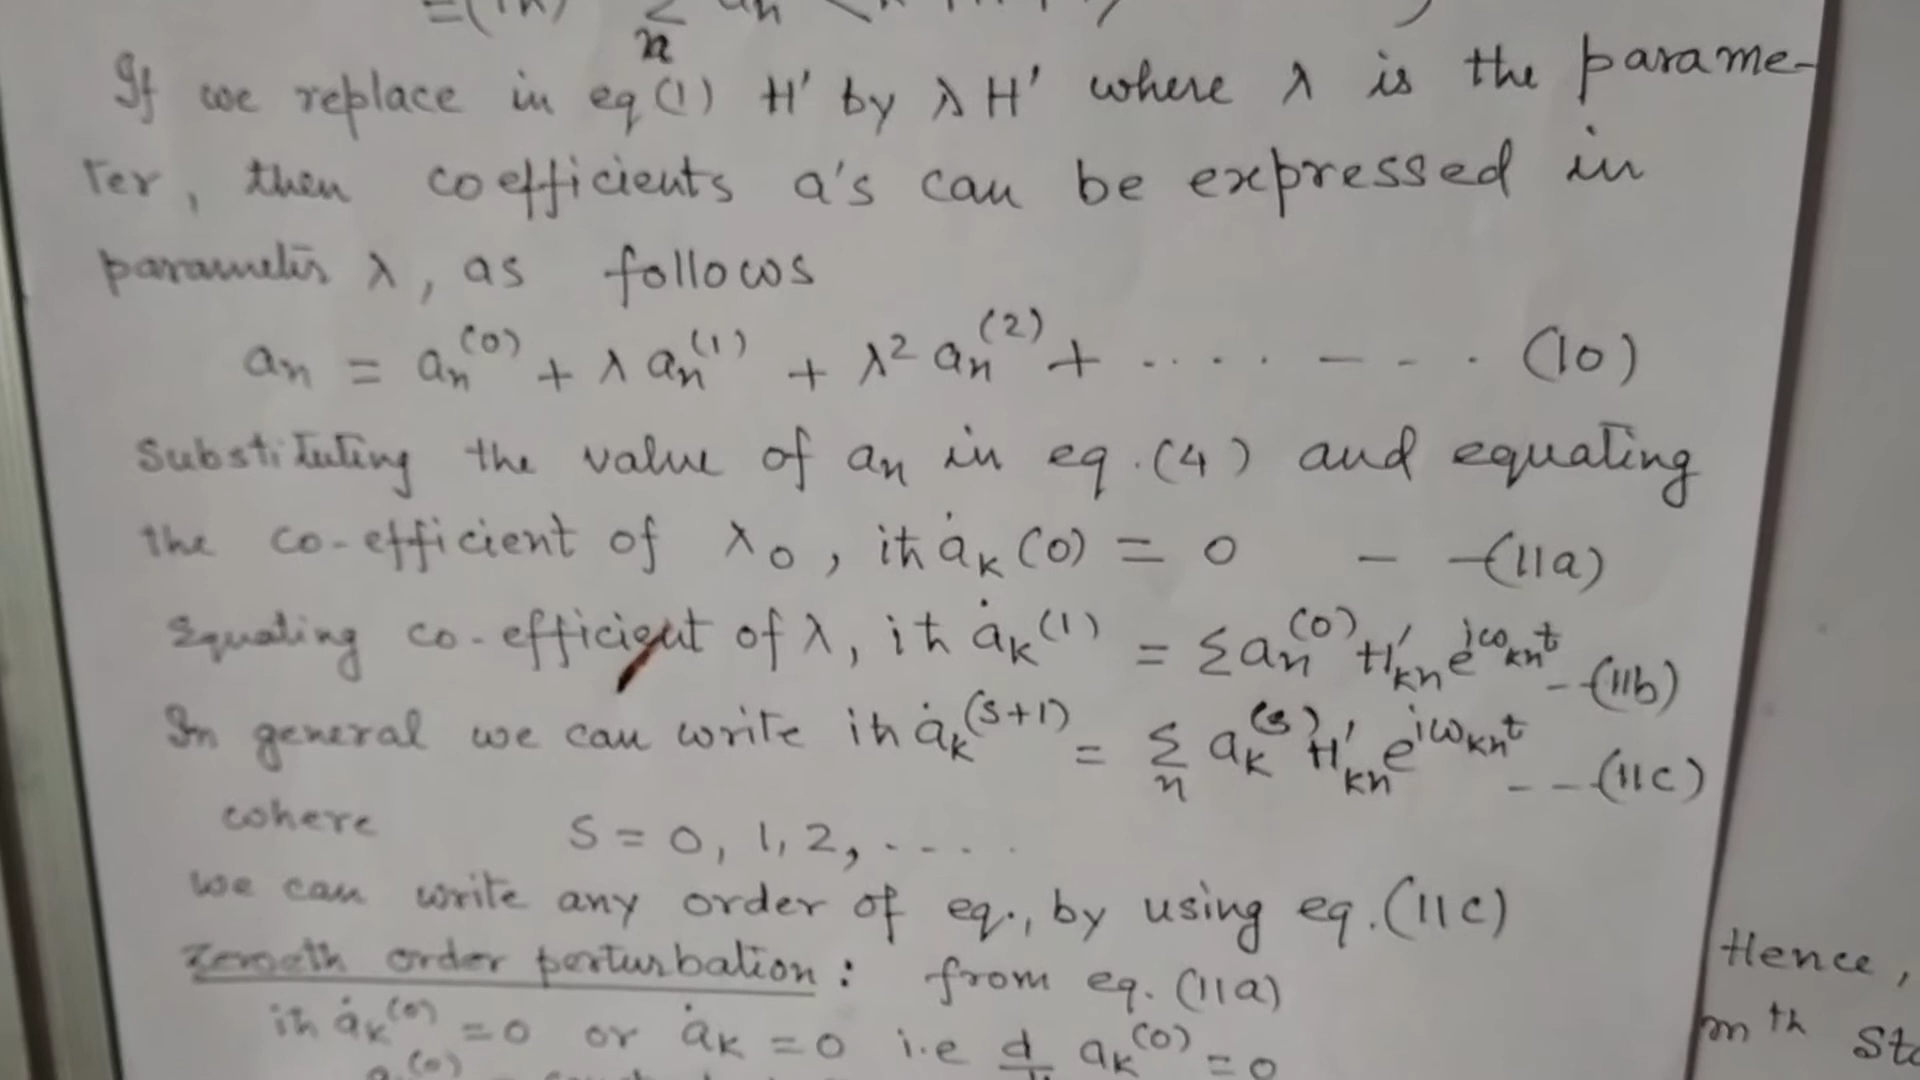 n
If we replace in eq(1) H' by λH' where λ is the parame-
ter, then coefficients a's can be expressed in
parameter λ, as follows
an = an^(0) + λ an^(1) + λ² an^(2) + .... - - - . (10)
Substituting the value of an in eq.(4) and equating
the co-efficient of λ₀, iħ ȧₖ(0) = 0 - -(11a)
Equating co-efficient of λ, iħ ȧₖ^(1) = Σ an^(0) H'ₖₙ e^iωₖₙt --(11b)
In general we can write iħ ȧₖ^(s+1) = Σₙ aₖ^(s) H'ₖₙ e^iωₖₙt ---(11c)
where S = 0, 1, 2, ....
we can write any order of eq., by using eq.(11c)
Zeroeth order perturbation : from eq. (11a)
iħ ȧₖ^(0) = 0 or ȧₖ = 0 i.e d aₖ^(0) = 0
Hence,
mth